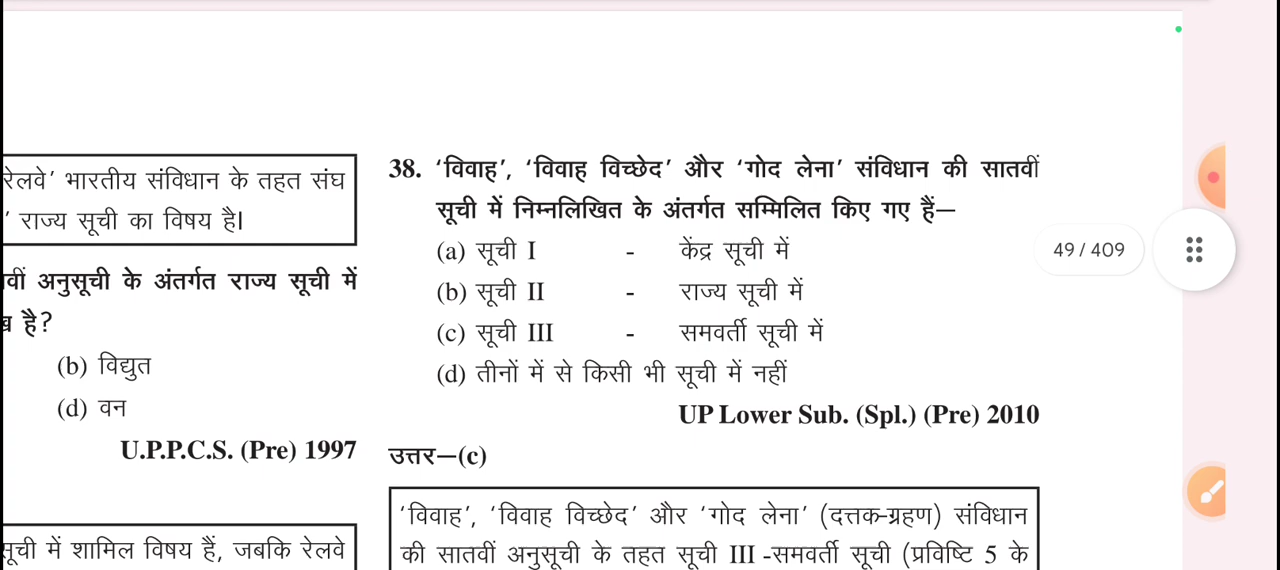 रेलवे’ भारतीय संविधान के तहत संघ
’ राज्य सूची का विषय है।
अनुसूची के अंतर्गत राज्य सूची में
है?
(b) विद्युत
(d) वन
U.P.P.C.S. (Pre) 1997
सूची में शामिल विषय हैं, जबकि रेलवे
38. ‘विवाह’, ‘विवाह विच्छेद’ और ‘गोद लेना’ संविधान की सातवीं
सूची में निम्नलिखित के अंतर्गत सम्मिलित किए गए हैं—
(a) सूची I - केंद्र सूची में
(b) सूची II - राज्य सूची में
(c) सूची III - समवर्ती सूची में
(d) तीनों में से किसी भी सूची में नहीं
UP Lower Sub. (Spl.) (Pre) 2010
उत्तर—(c)
‘विवाह’, ‘विवाह विच्छेद’ और ‘गोद लेना’ (दत्तक-ग्रहण) संविधान
की सातवीं अनुसूची के तहत सूची III -समवर्ती सूची (प्रविष्टि 5 के
49 / 409